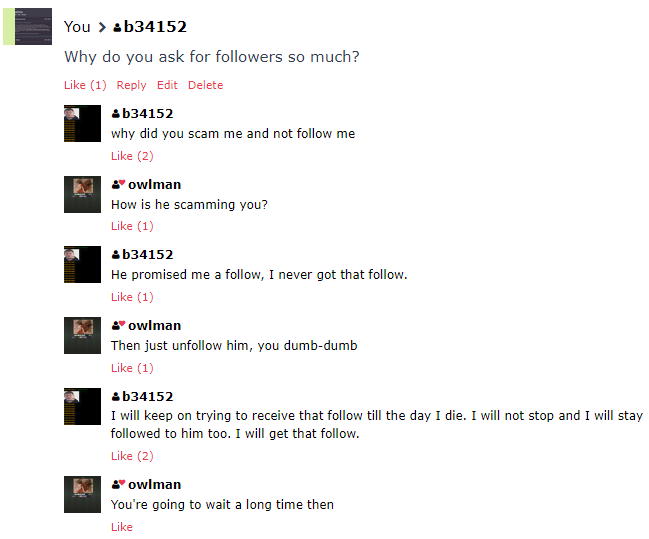 You > b34152
Why do you ask for followers so much?
Like (1) Reply Edit Delete
b34152
why did you scam me and not follow me
Like (2)
owlman
How is he scamming you?
Like (1)
b34152
He promised me a follow, I never got that follow.
Like (1)
owlman
Then just unfollow him, you dumb-dumb
Like (1)
b34152
I will keep on trying to receive that follow till the day I die. I will not stop and I will stay
followed to him too. I will get that follow.
Like (2)
owlman
You're going to wait a long time then
Like